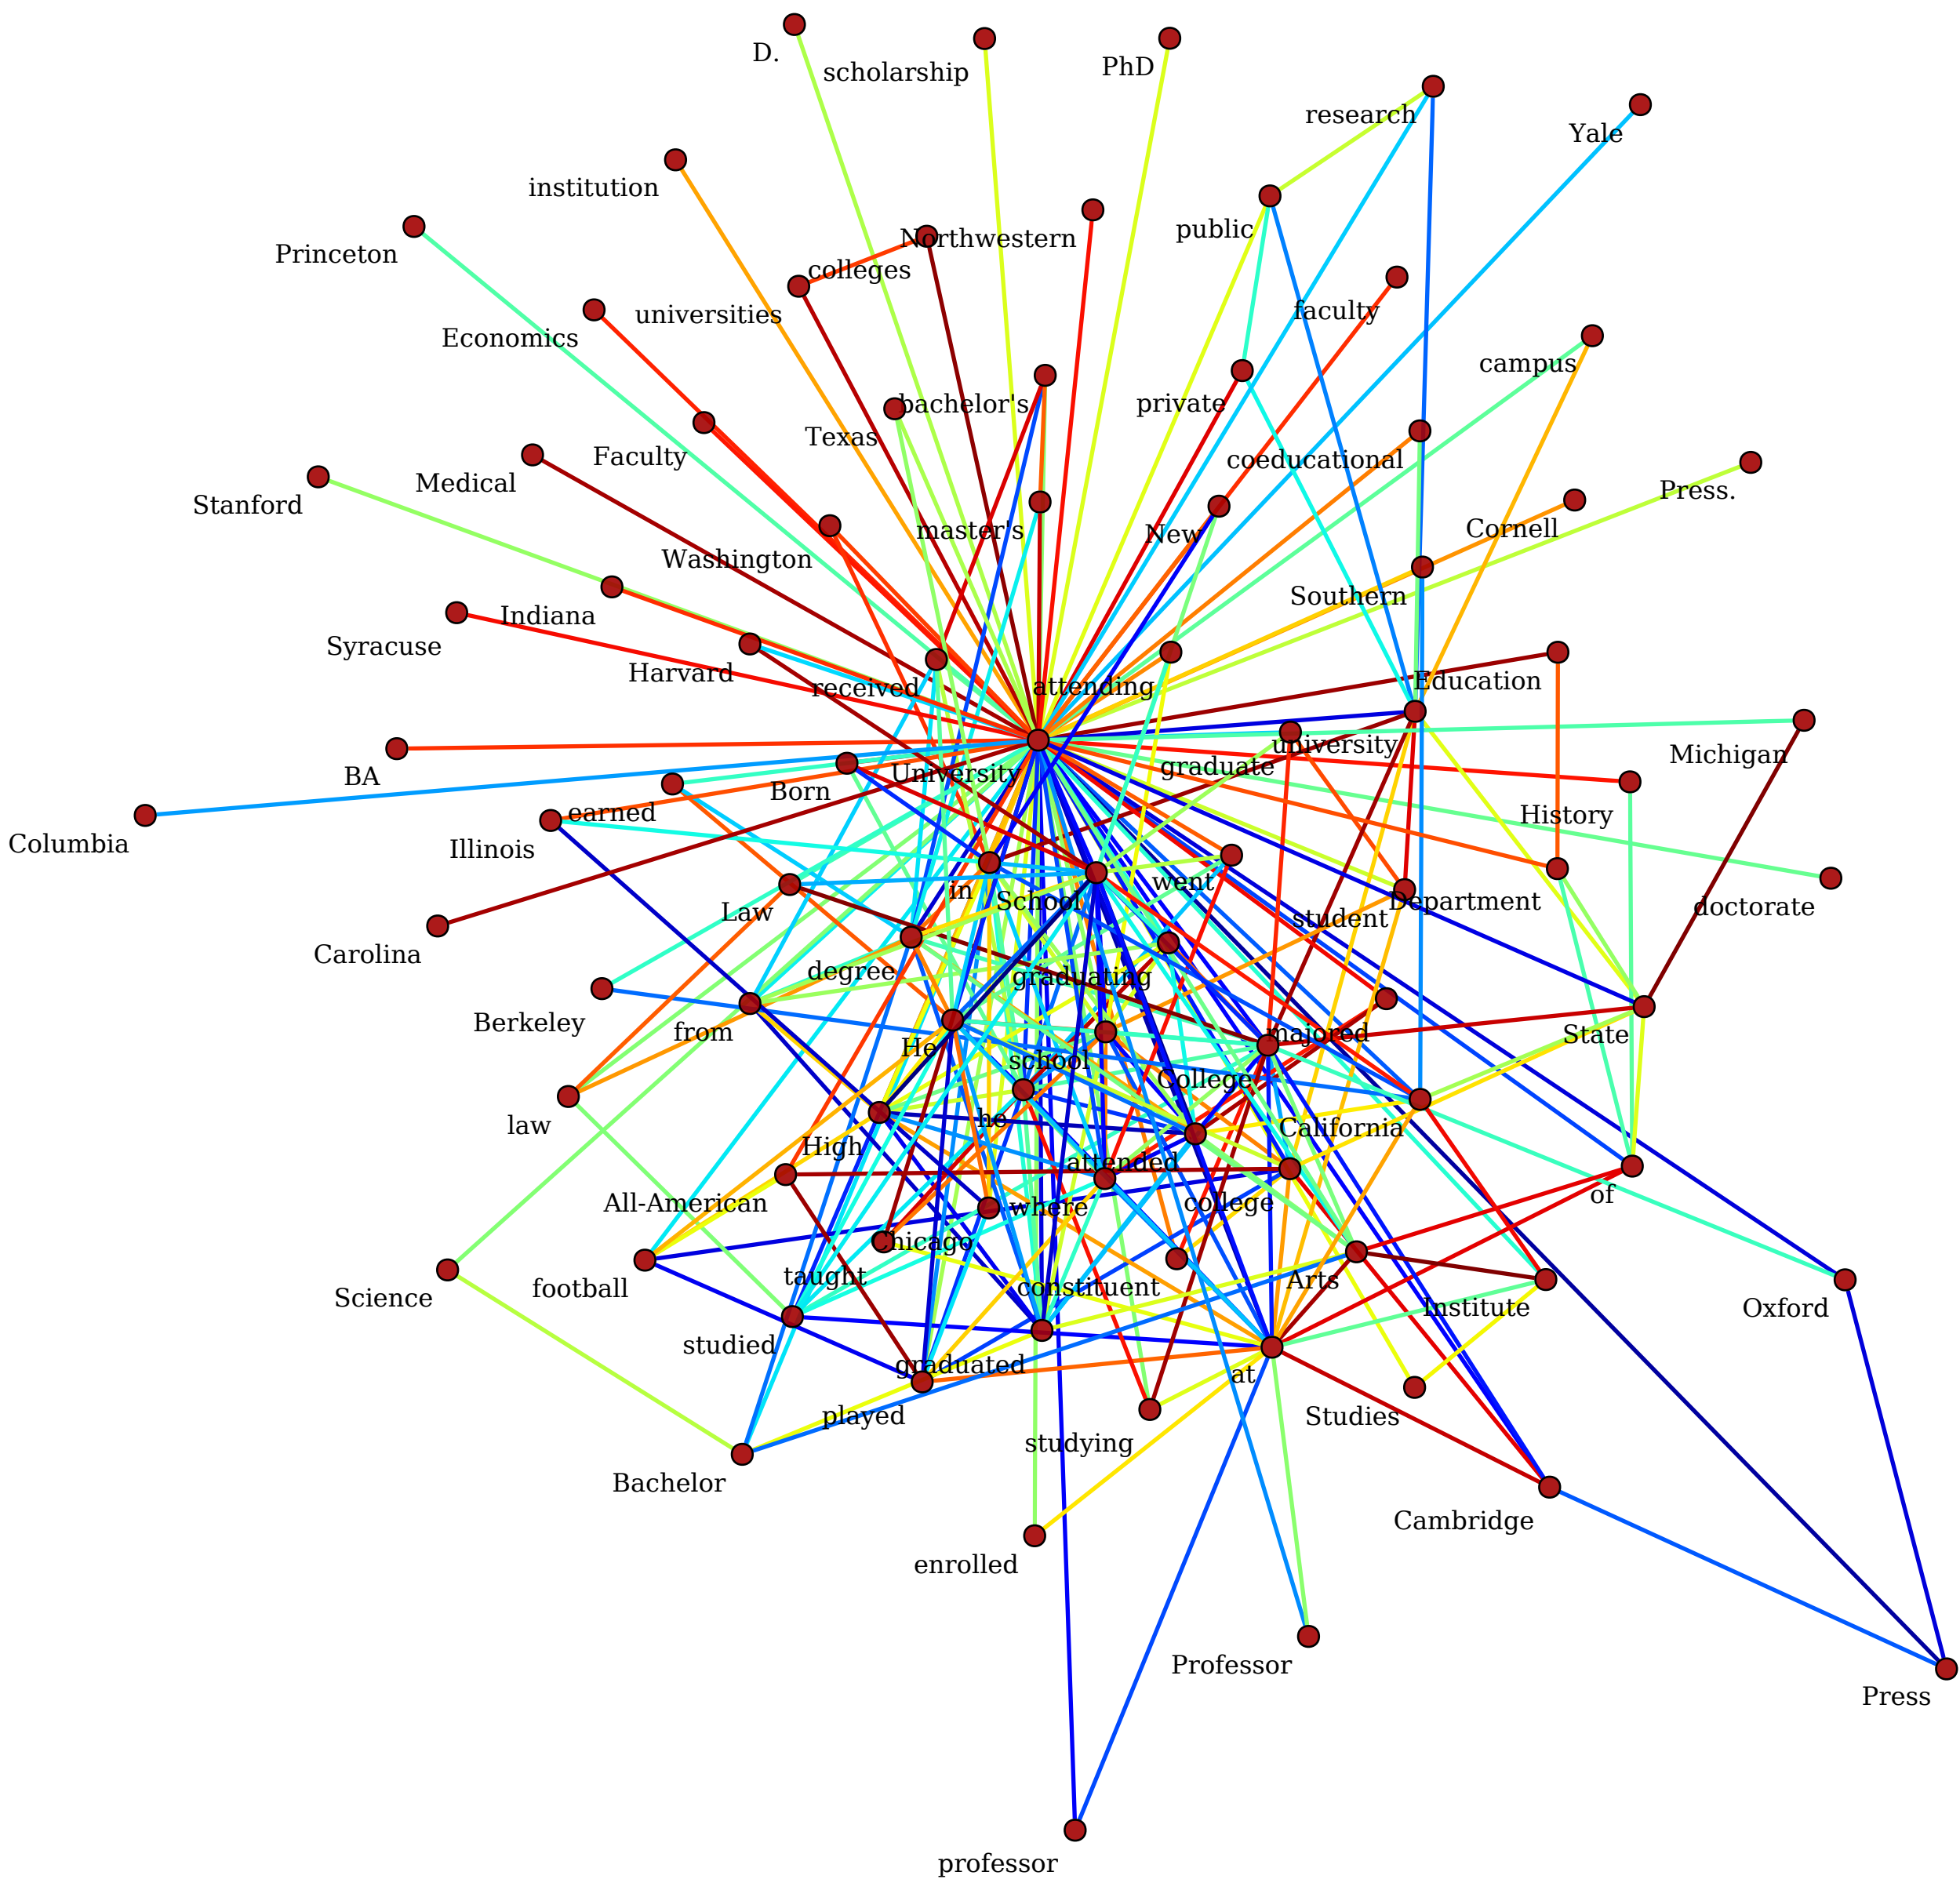 D.
scholarship
PhD
research
Yale
institution
Northwestern
public
Princeton
colleges
universities
faculty
Economics
campus
bachelor's
private
Texas
Faculty
coeducational
Medical
Press.
Stanford
master's
New
Cornell
Washington
Southern
Indiana
Syracuse
Harvard
received
attending
Education
university
Michigan
graduate
BA
University
Born
earned
History
Columbia
Illinois
in
School
went
Law
student
Department
doctorate
Carolina
degree
graduating
Berkeley
from
majored
State
He
school
College
law
he
California
High
attended
All-American
where
college
of
Chicago
taught
constituent
Arts
Institute
Oxford
Science
football
studied
graduated
at
played
Studies
studying
Bachelor
Cambridge
enrolled
Professor
Press
professor